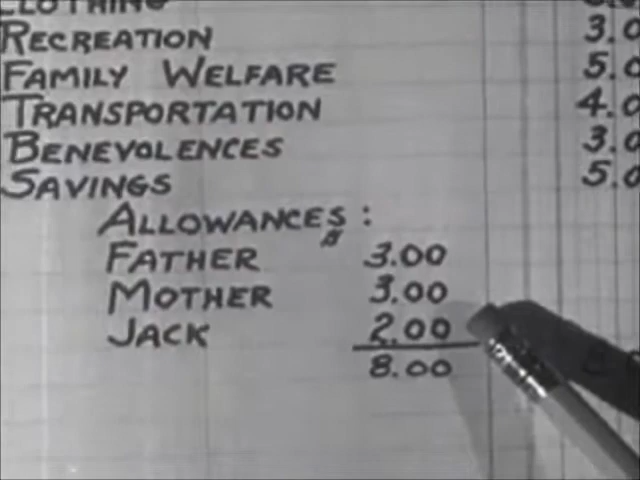 CLOTHING
RECREATION 3.0
FAMILY WELFARE 5.0
TRANSPORTATION 4.0
BENEVOLENCES 3.0
SAVINGS 5.0
ALLOWANCES:
FATHER 3.00
MOTHER 3.00
JACK 2.00
8.00